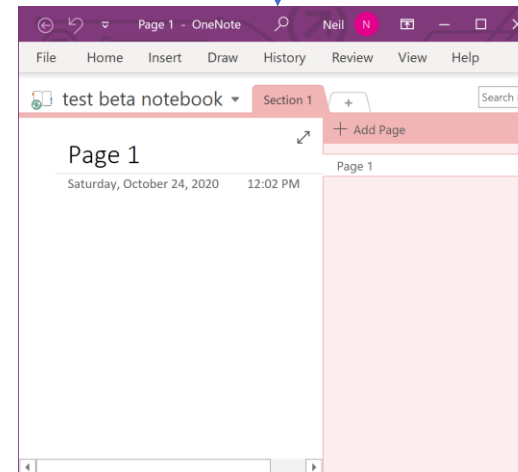 Page 1 - OneNote Neil N
File Home Insert Draw History Review View Help
test beta notebook Section 1 + Search
+ Add Page
Page 1
Page 1
Saturday, October 24, 2020 12:02 PM